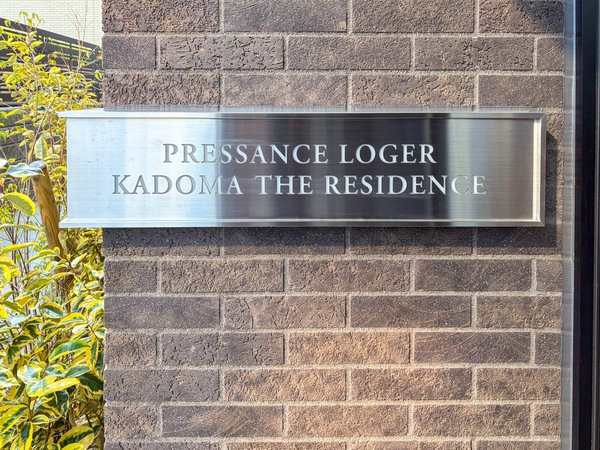 PRESSANCE LOGER
KADOMA THE RESIDENCE